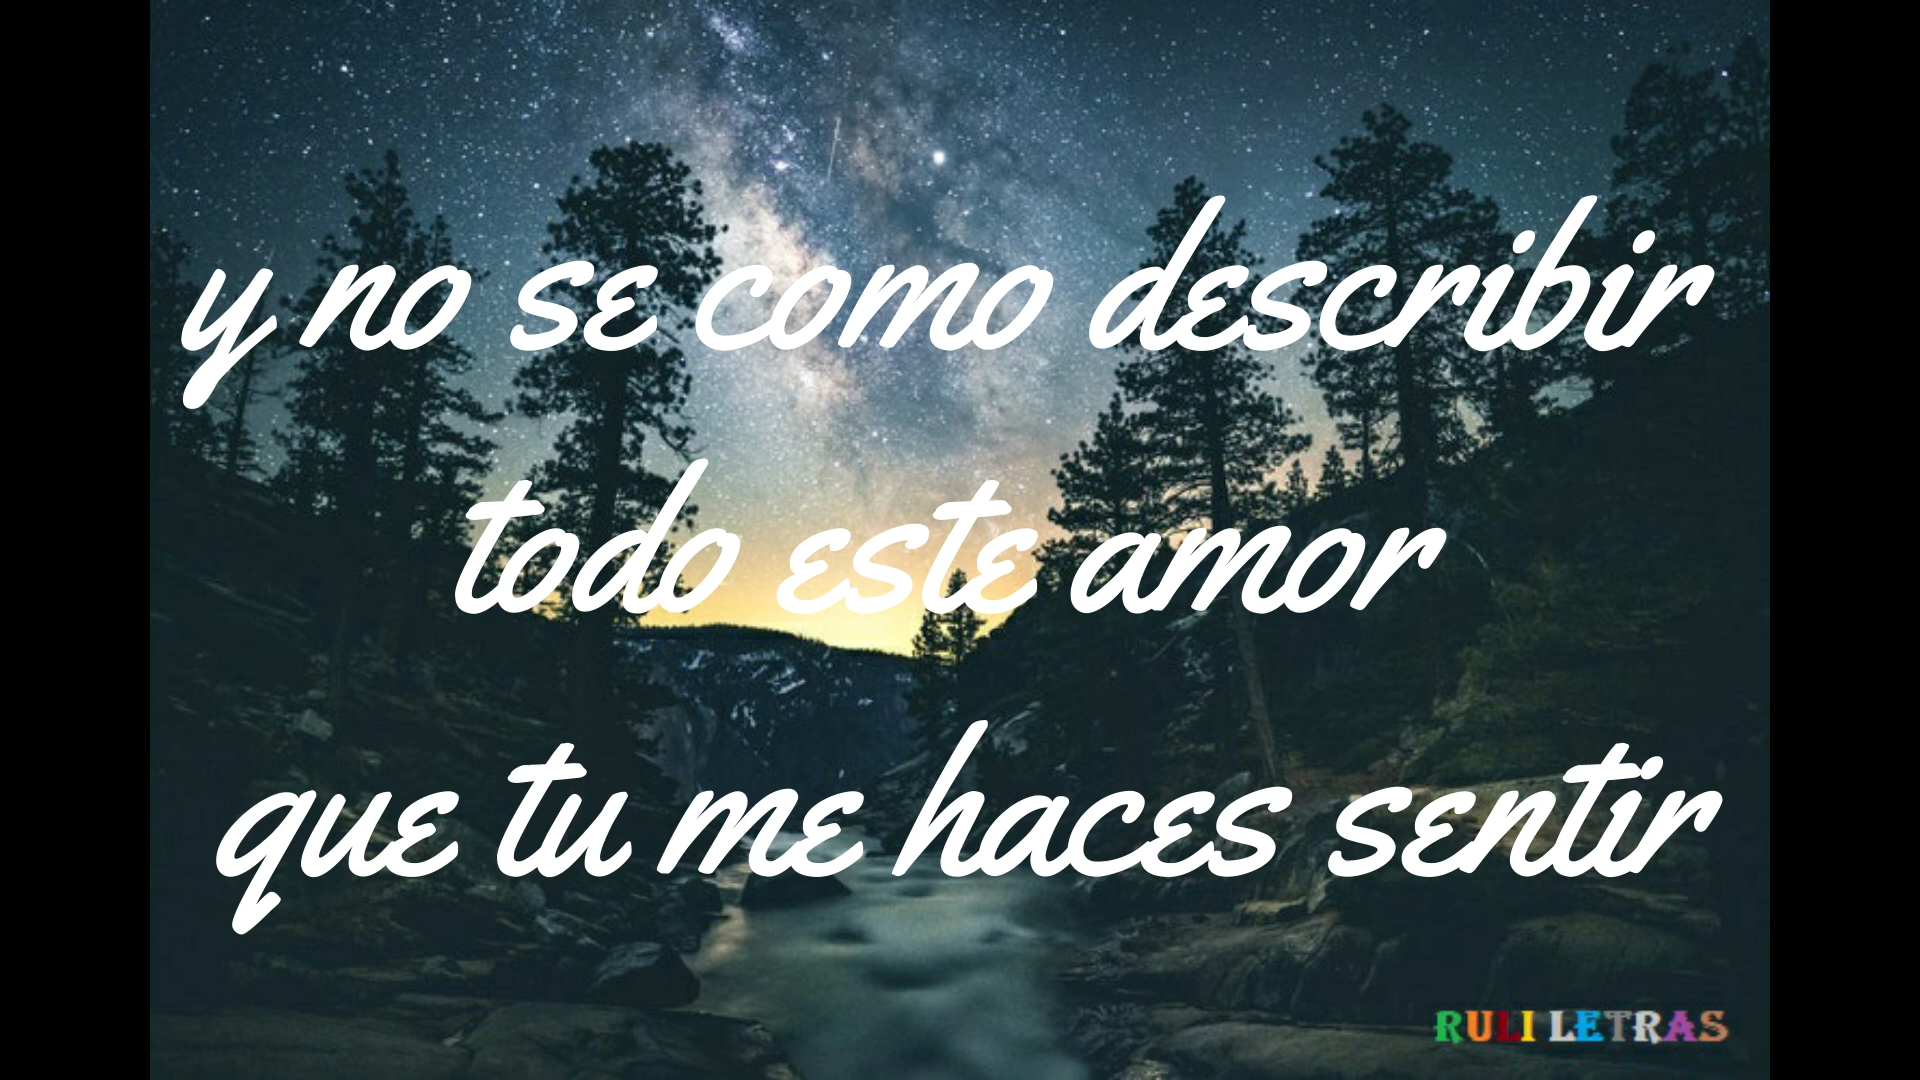 y no se como describir
todo este amor
que tu me haces sentir
RULI LETRAS